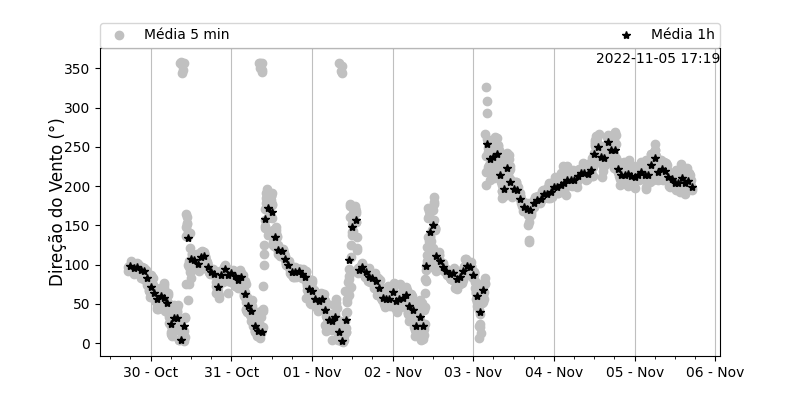 Média 5 min
Média 1h
2022-11-05 17:19
Direção do Vento (°)
350
300
250
200
150
100
50
0
30 - Oct
31 - Oct
01 - Nov
02 - Nov
03 - Nov
04 - Nov
05 - Nov
06 - Nov